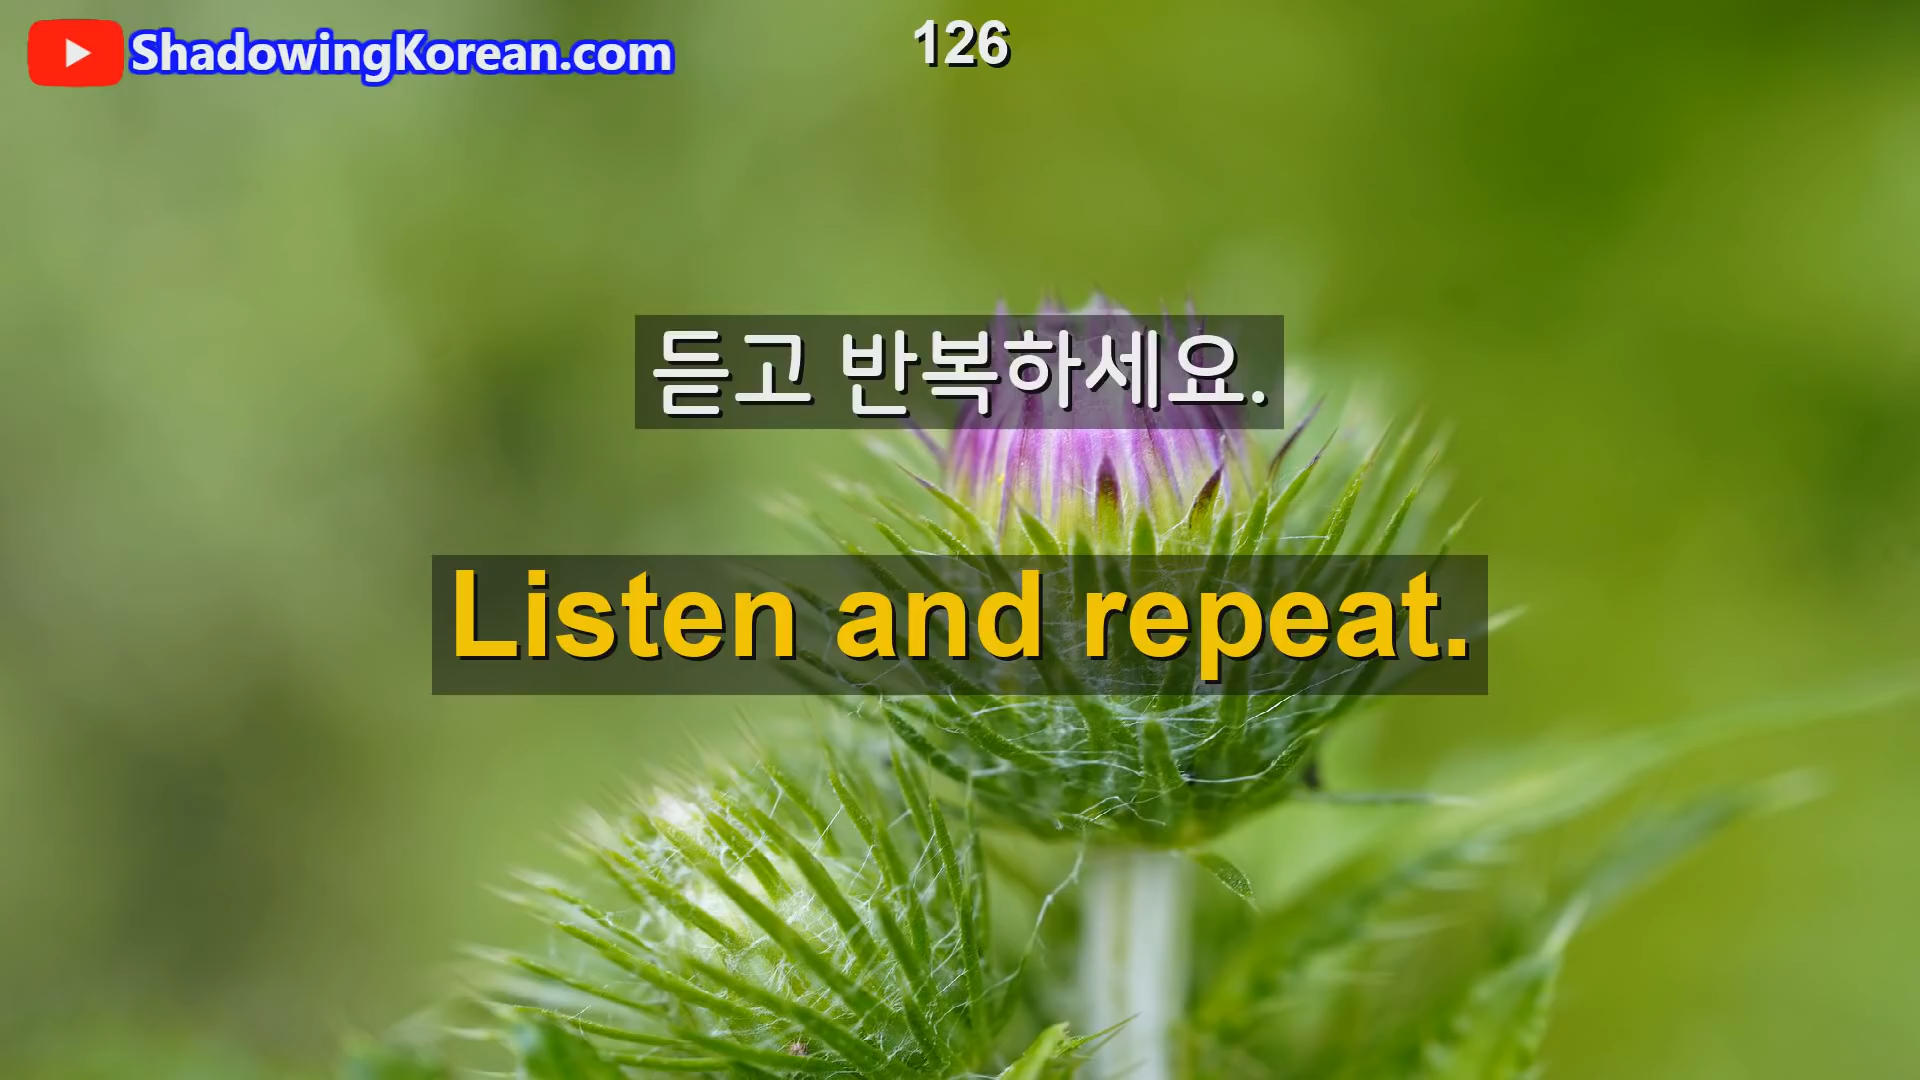 ShadowingKorean.com
126
듣고 반복하세요.
Listen and repeat.